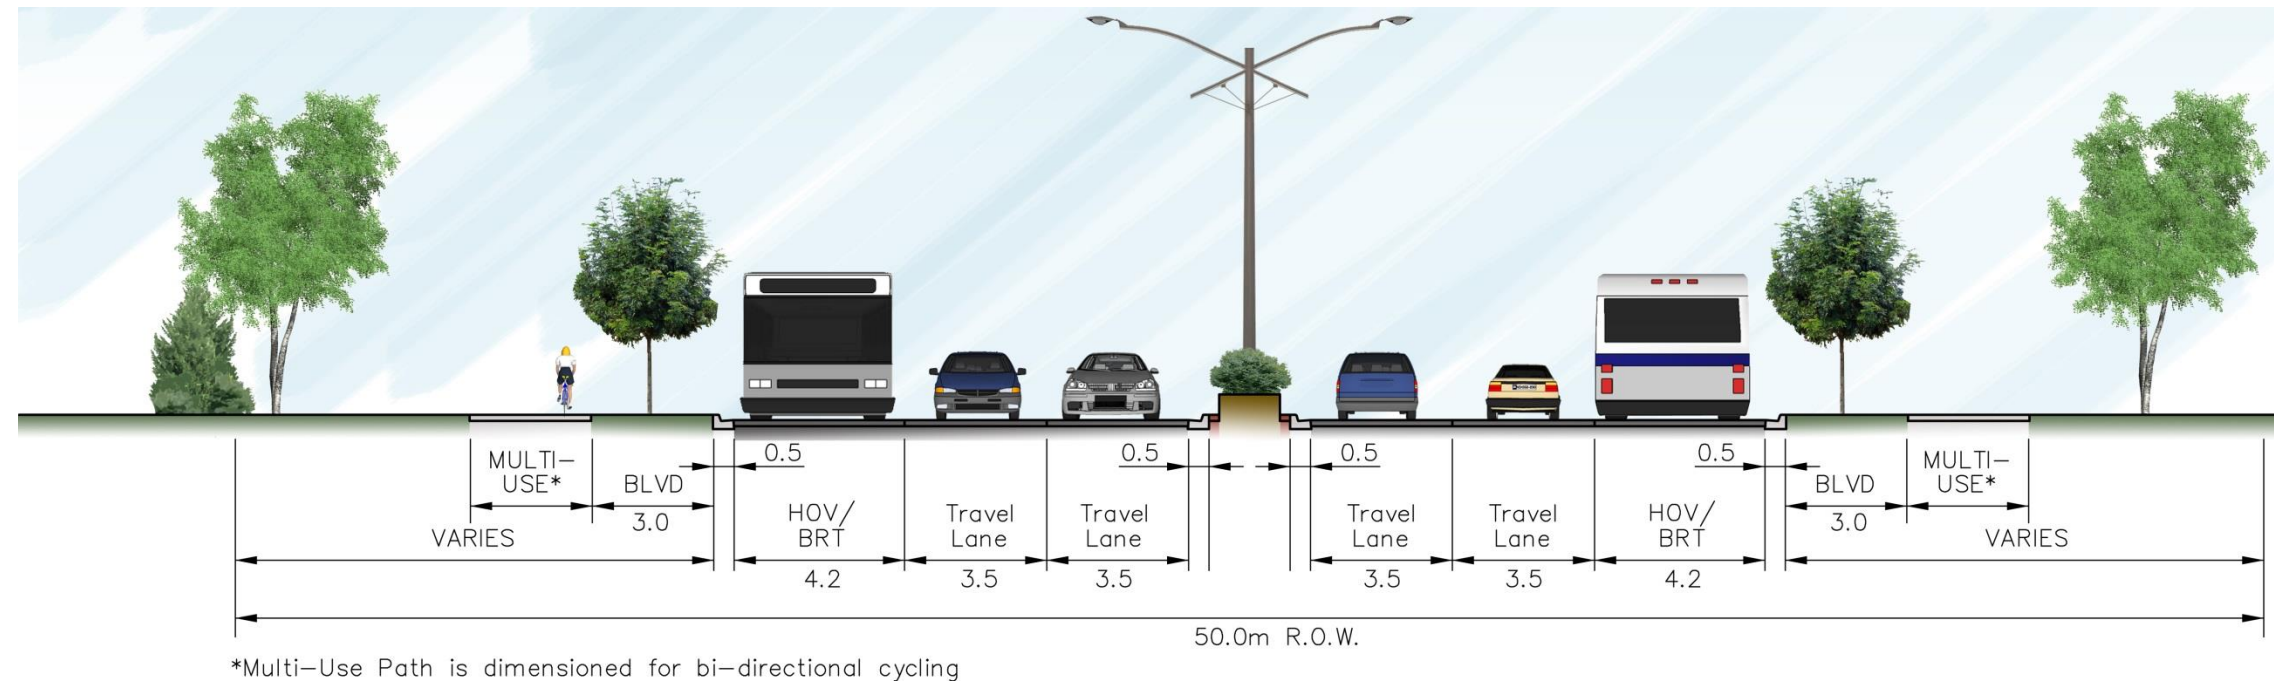 MULTI-
USE*
BLVD
3.0
VARIES
0.5
HOV/
BRT
4.2
Travel
Lane
3.5
Travel
Lane
3.5
0.5
0.5
Travel
Lane
3.5
Travel
Lane
3.5
HOV/
BRT
4.2
0.5
BLVD
3.0
MULTI-
USE*
VARIES
50.0m R.O.W.
*Multi-Use Path is dimensioned for bi-directional cycling